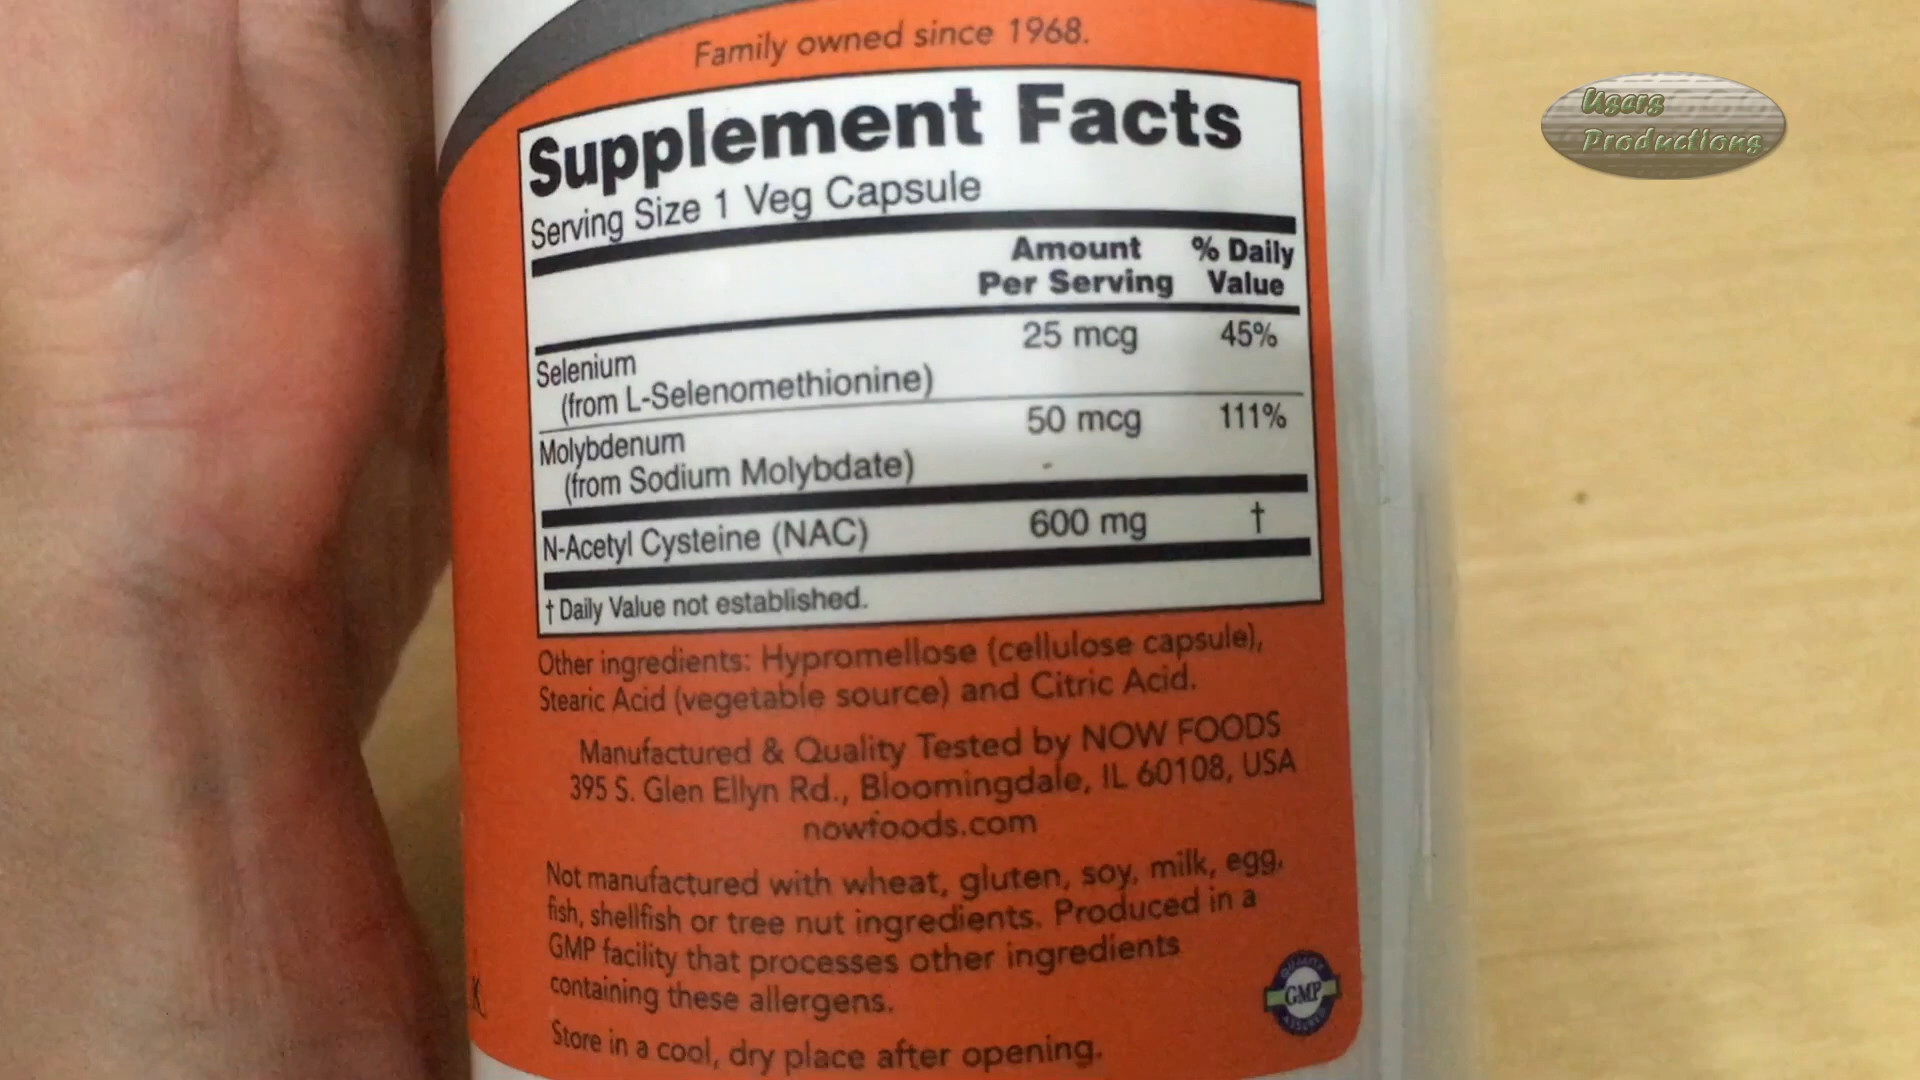 Family owned since 1968.
Users
Productions
Supplement Facts
Serving Size 1 Veg Capsule
Amount Per Serving
% Daily Value
Selenium 25 mcg 45%
(from L-Selenomethionine)
Molybdenum 50 mcg 111%
(from Sodium Molybdate)
N-Acetyl Cysteine (NAC) 600 mg †
† Daily Value not established.
Other ingredients: Hypromellose (cellulose capsule),
Stearic Acid (vegetable source) and Citric Acid.
Manufactured & Quality Tested by NOW FOODS
395 S. Glen Ellyn Rd., Bloomingdale, IL 60108, USA
nowfoods.com
Not manufactured with wheat, gluten, soy, milk, egg,
fish, shellfish or tree nut ingredients. Produced in a
GMP facility that processes other ingredients
containing these allergens.
Store in a cool, dry place after opening.
QUALITY
GMP
ASSURED